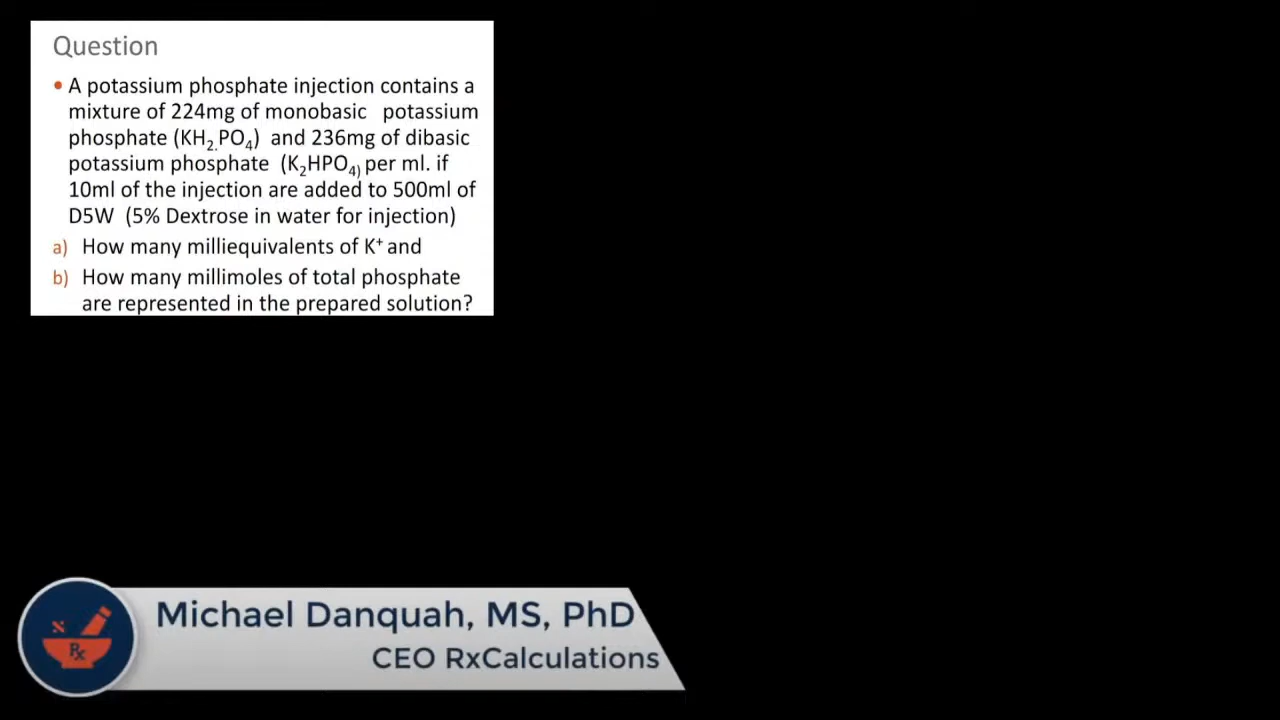 Question
• A potassium phosphate injection contains a
mixture of 224mg of monobasic potassium
phosphate (KH₂.PO₄) and 236mg of dibasic
potassium phosphate (K₂HPO₄) per ml. if
10ml of the injection are added to 500ml of
D5W (5% Dextrose in water for injection)
a) How many milliequivalents of K⁺ and
b) How many millimoles of total phosphate
are represented in the prepared solution?
Rx
Michael Danquah, MS, PhD
CEO RxCalculations